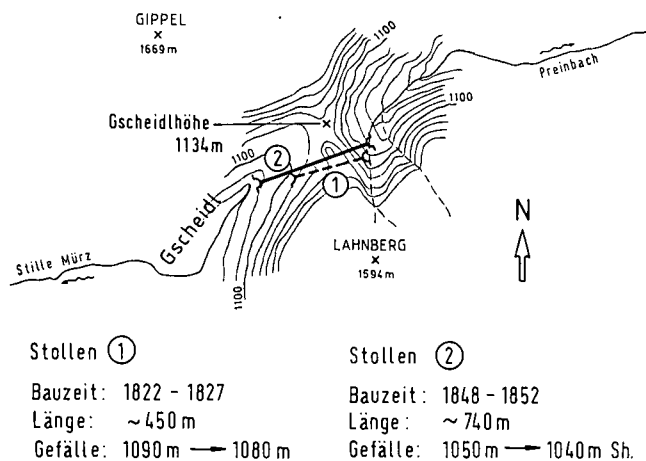 GIPPEL
1669m
1100
Preinbach
1100
Gscheidlhöhe
1134m
1100
2
1
Gscheidl
N
LAHNBERG
1594m
Stille Mürz
1100
Stollen 1
Bauzeit: 1822 - 1827
Länge: ~450m
Gefälle: 1090m → 1080 m
Stollen 2
Bauzeit: 1848 - 1852
Länge: ~740m
Gefälle: 1050m → 1040m Sh.